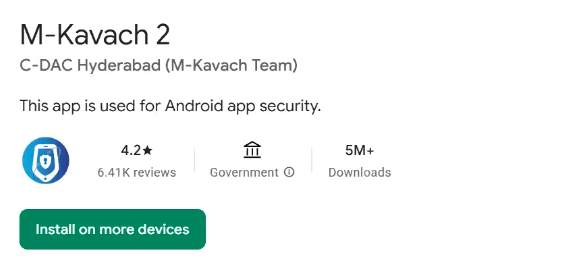 M-Kavach 2
C-DAC Hyderabad (M-Kavach Team)
This app is used for Android app security.
4.2★
6.41K reviews
Government
5M+
Downloads
Install on more devices